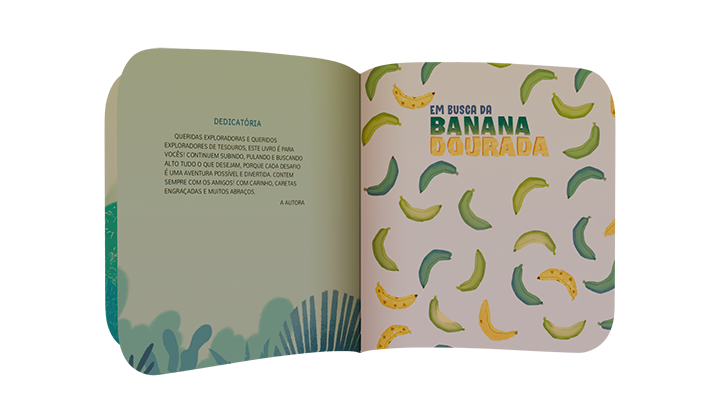 DEDICATÓRIA
QUERIDAS EXPLORADORAS E QUERIDOS
EXPLORADORES DE TESOUROS, ESTE LIVRO É PARA
VOCÊS! CONTINUEM SUBINDO, PULANDO E BUSCANDO
ALTO TUDO O QUE DESEJAM, PORQUE CADA DESAFIO
É UMA AVENTURA POSSÍVEL E DIVERTIDA. CONTEM
SEMPRE COM OS AMIGOS! COM CARINHO, CARETAS
ENGRAÇADAS E MUITOS ABRAÇOS.
A AUTORA
EM BUSCA DA
BANANA
DOURADA